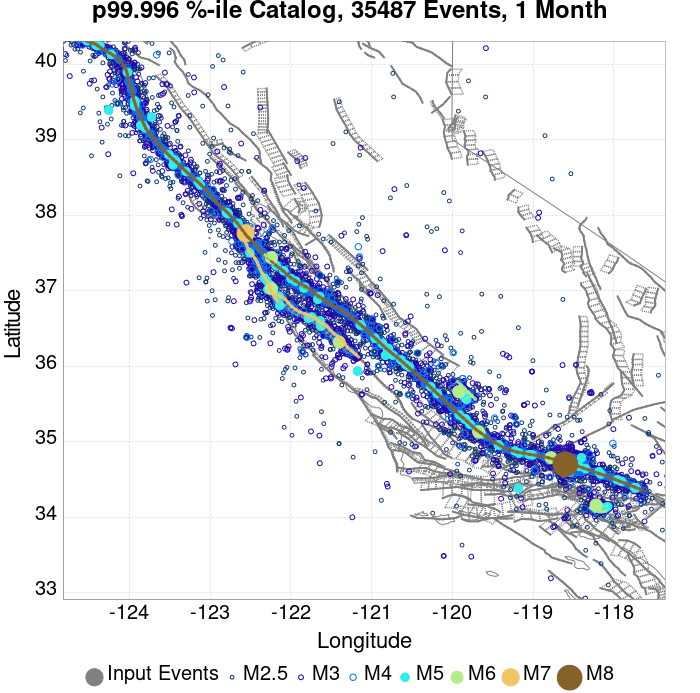 p99.996 %-ile Catalog, 35487 Events, 1 Month
40
39
38
37
36
35
34
33
Latitude
-124 -123 -122 -121 -120 -119 -118
Longitude
Input Events M2.5 M3 M4 M5 M6 M7 M8